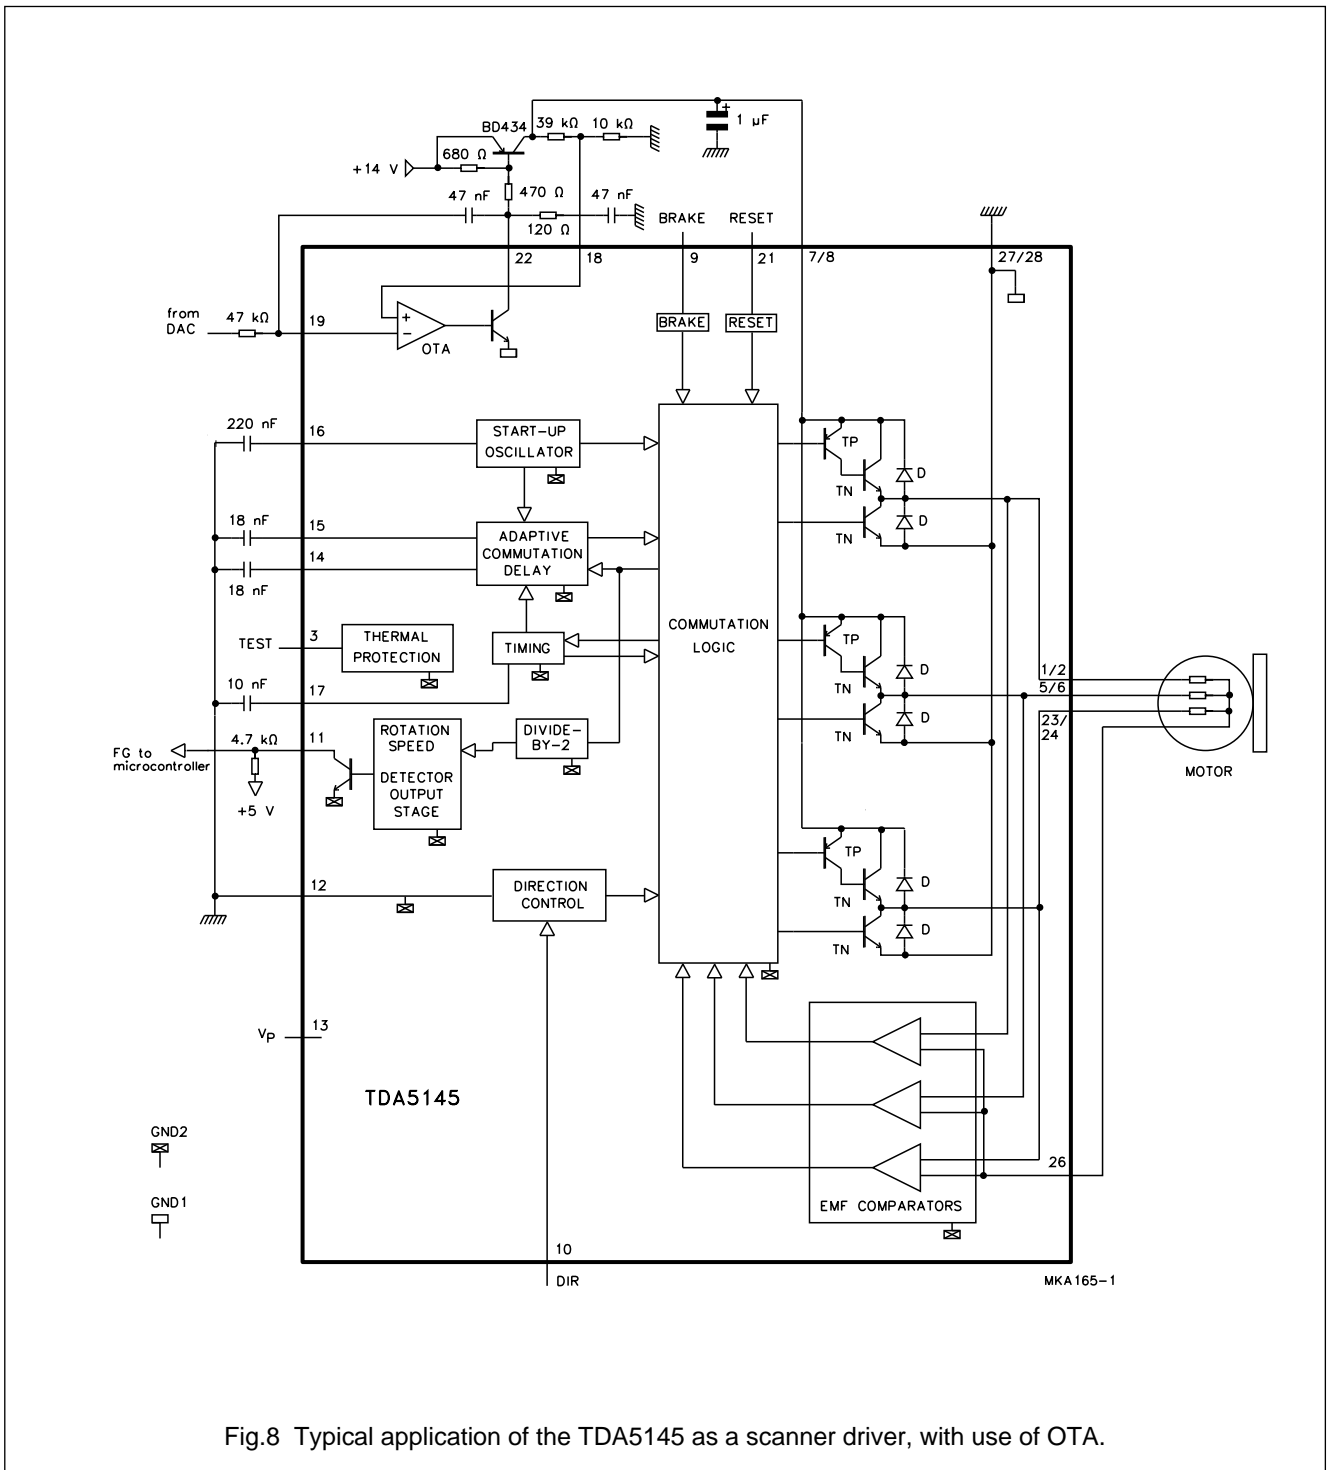 BD434
39 kΩ
10 kΩ
1 µF
+
680 Ω
+14 V
470 Ω
47 nF
47 nF
120 Ω
BRAKE
RESET
22
18
9
21
7/8
27/28
from
DAC
47 kΩ
19
+
−
OTA
BRAKE
RESET
220 nF
16
START-UP
OSCILLATOR
TP
TN
D
18 nF
15
ADAPTIVE
COMMUTATION
DELAY
TN
D
14
18 nF
COMMUTATION
LOGIC
TEST
3
THERMAL
PROTECTION
TIMING
TP
TN
D
1/2
5/6
10 nF
17
TN
D
23/
24
4.7 kΩ
11
ROTATION
SPEED
DETECTOR
OUTPUT
STAGE
DIVIDE-
BY-2
FG to
microcontroller
+5 V
MOTOR
TP
TN
D
12
DIRECTION
CONTROL
TN
D
VP
13
TDA5145
GND2
GND1
26
EMF COMPARATORS
10
DIR
MKA165-1
Fig.8 Typical application of the TDA5145 as a scanner driver, with use of OTA.